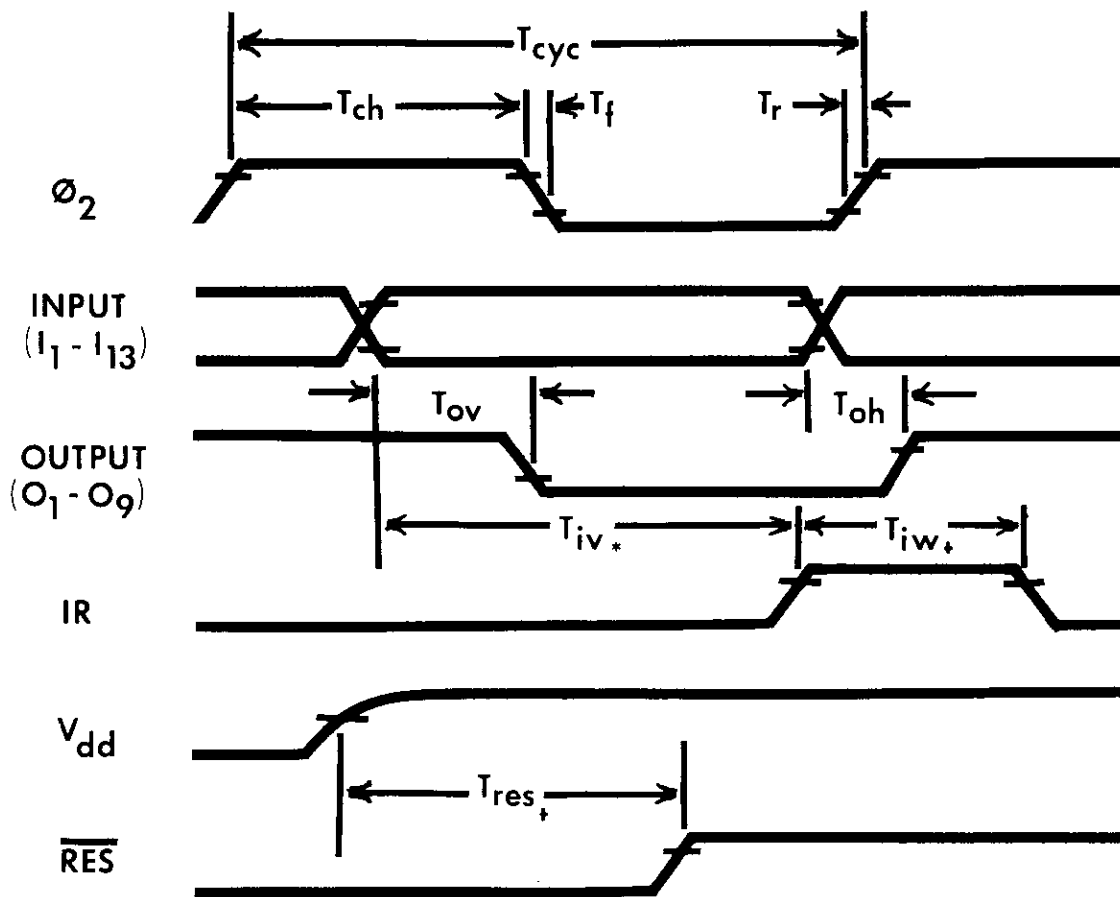 Tcyc
Tch
Tf
Tr
Ø2
INPUT
(I1 - I13)
Tov
Toh
OUTPUT
(O1 - O9)
Tiv*
Tiw+
IR
Vdd
Tres+
RES